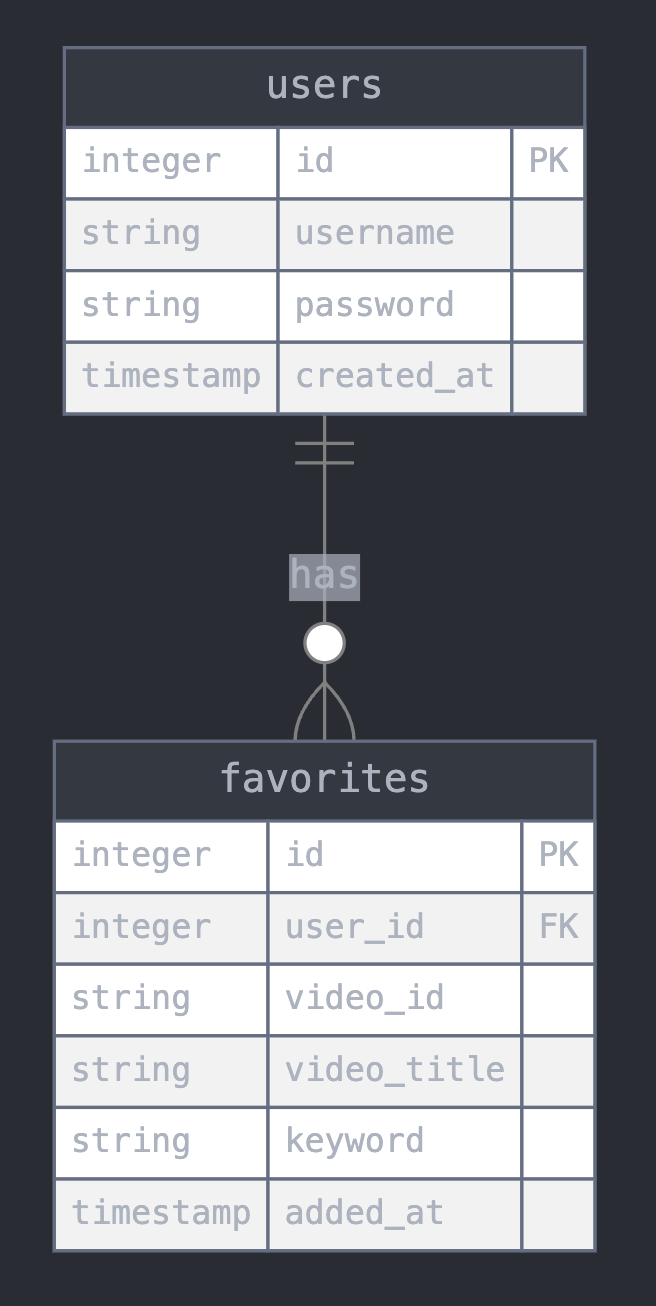 users
integer id PK
string username
string password
timestamp created_at
has
favorites
integer id PK
integer user_id FK
string video_id
string video_title
string keyword
timestamp added_at